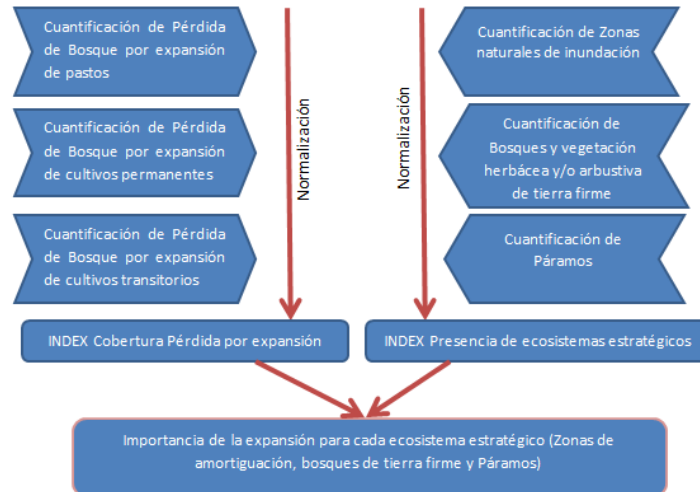 Cuantificación de Pérdida
de Bosque por expansión
de pastos
Cuantificación de Pérdida
de Bosque por expansión
de cultivos permanentes
Cuantificación de Pérdida
de Bosque por expansión
de cultivos transitorios
Normalización
Normalización
Cuantificación de Zonas
naturales de inundación
Cuantificación de
Bosques y vegetación
herbácea y/o arbustiva
de tierra firme
Cuantificación de
Páramos
INDEX Cobertura Pérdida por expansión
INDEX Presencia de ecosistemas estratégicos
Importancia de la expansión para cada ecosistema estratégico (Zonas de
amortiguación, bosques de tierra firme y Páramos)